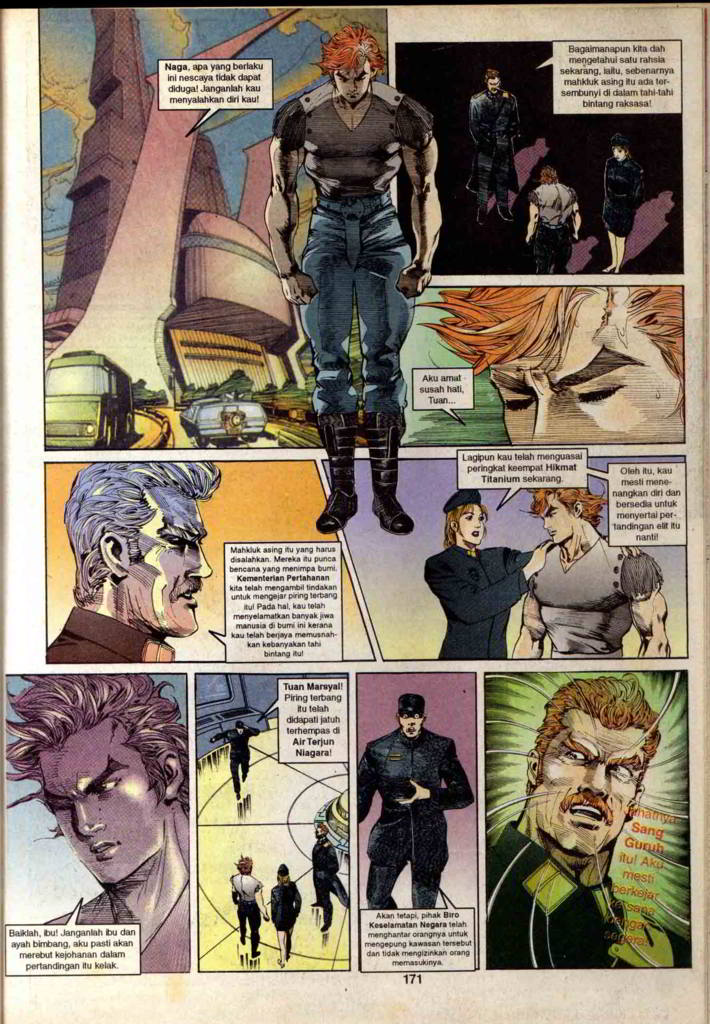 Naga, apa yang berlaku
ini nescaya tidak dapat
diduga! Janganlah kau
menyalahkan diri kau!
Bagaimanapun kita dah
mengetahui satu rahsia
sekarang, iaitu, sebenarnya
mahkluk asing itu ada ter-
sembunyi di dalam tahi-tahi
bintang raksasa!
Aku amat
susah hati,
Tuan...
Mahkluk asing itu yang harus
disalahkan. Mereka itu punca
bencana yang menimpa bumi.
Kementerian Pertahanan
kita telah mengambil tindakan
untuk mengejar piring terbang
itu! Pada hal, kau telah
menyelamatkan banyak jiwa
manusia di bumi ini kerana
kau telah berjaya memusnah-
kan kebanyakan tahi
bintang itu!
Lagipun kau telah menguasai
peringkat keempat Hikmat
Titanium sekarang.
Oleh itu, kau
mesti mene-
nangkan diri dan
bersedia untuk
menyertai per-
tandingan elit itu
nanti!
Baiklah, ibu! Janganlah ibu dan
ayah bimbang, aku pasti akan
merebut kejohanan dalam
pertandingan itu kelak.
Tuan Marsyal!
Piring terbang
itu telah
didapati jatuh
terhempas di
Air Terjun
Niagara!
Akan tetapi, pihak Biro
Keselamatan Negara telah
menghantar orangnya untuk
mengepung kawasan tersebut
dan tidak mengizinkan orang
memasukinya.
Sang
Guruh
itu! Aku
mesti
berkejar
ke sana
dengan
segera!
171